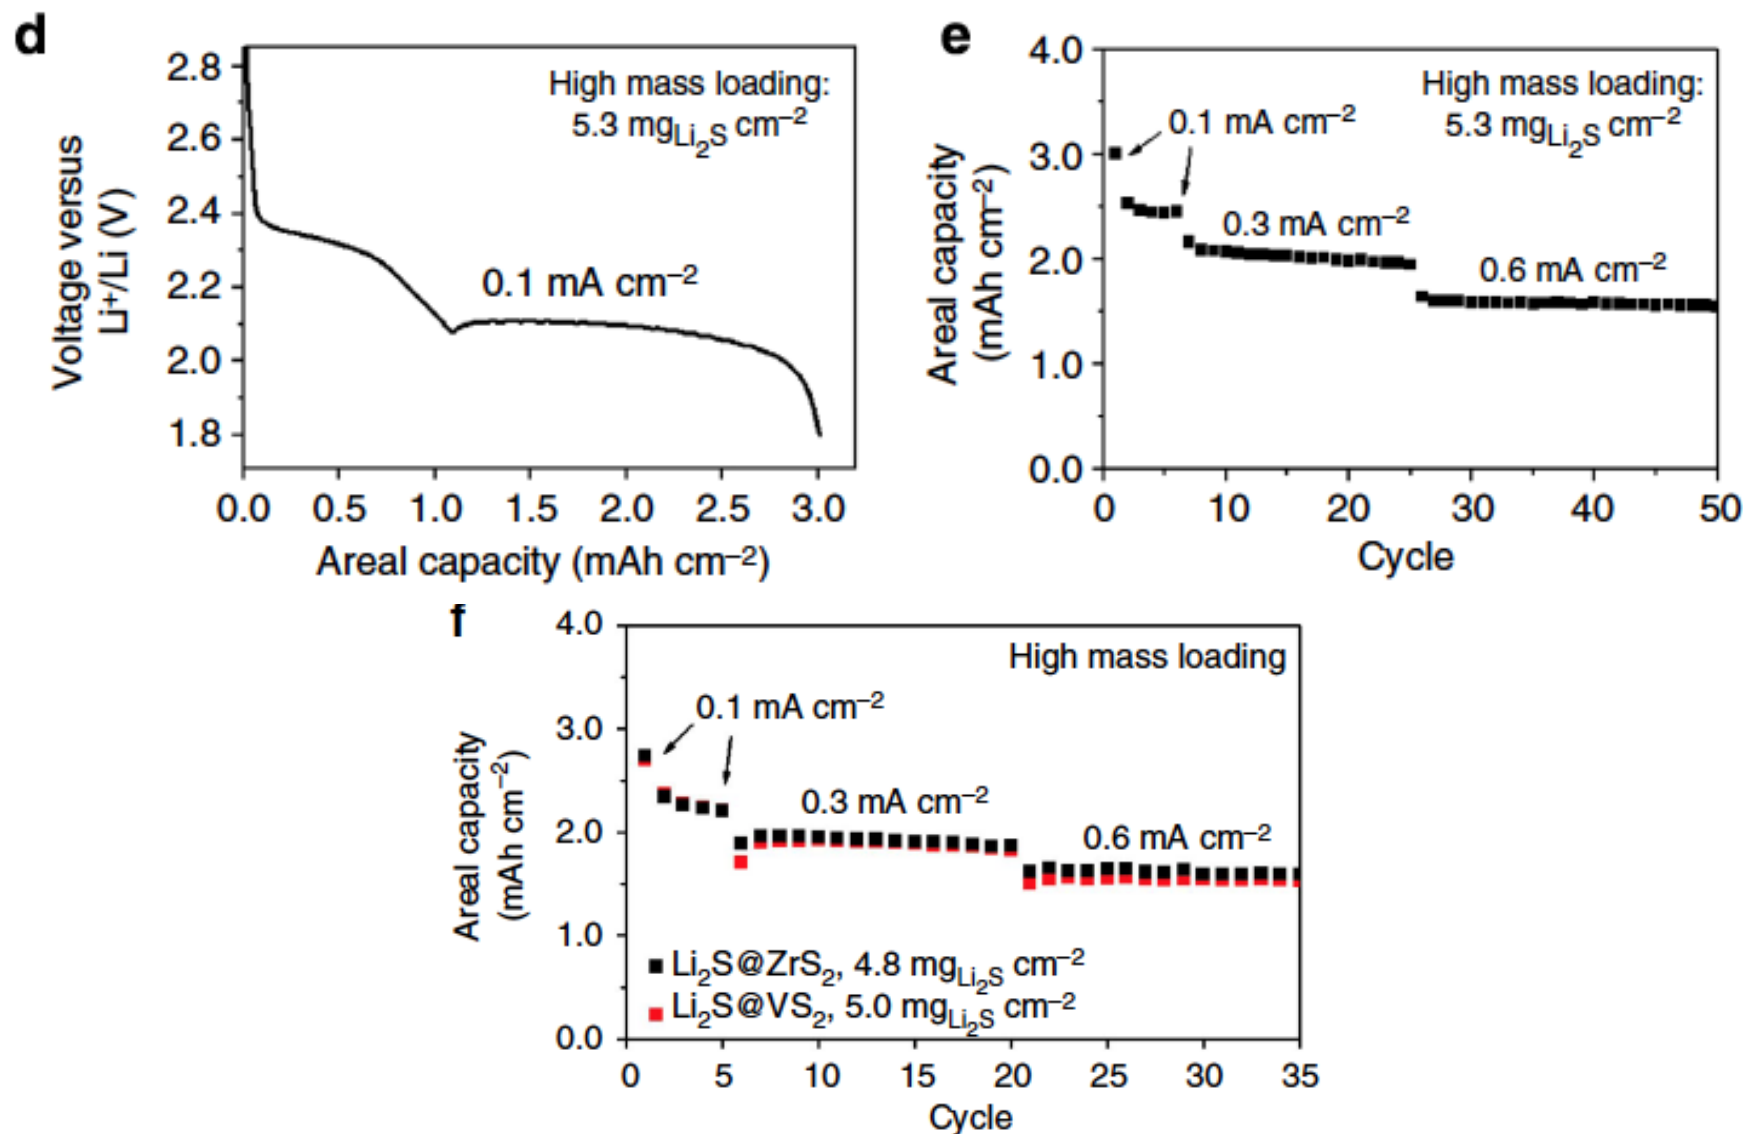 d
High mass loading:
5.3 mg_Li₂S cm⁻²
0.1 mA cm⁻²
Voltage versus
Li⁺/Li (V)
2.8
2.6
2.4
2.2
2.0
1.8
0.0 0.5 1.0 1.5 2.0 2.5 3.0
Areal capacity (mAh cm⁻²)
e
High mass loading:
5.3 mg_Li₂S cm⁻²
0.1 mA cm⁻²
0.3 mA cm⁻²
0.6 mA cm⁻²
Areal capacity
(mAh cm⁻²)
4.0
3.0
2.0
1.0
0.0
0 10 20 30 40 50
Cycle
f
High mass loading
0.1 mA cm⁻²
0.3 mA cm⁻²
0.6 mA cm⁻²
Li₂S@ZrS₂, 4.8 mg_Li₂S cm⁻²
Li₂S@VS₂, 5.0 mg_Li₂S cm⁻²
Areal capacity
(mAh cm⁻²)
4.0
3.0
2.0
1.0
0.0
0 5 10 15 20 25 30 35
Cycle